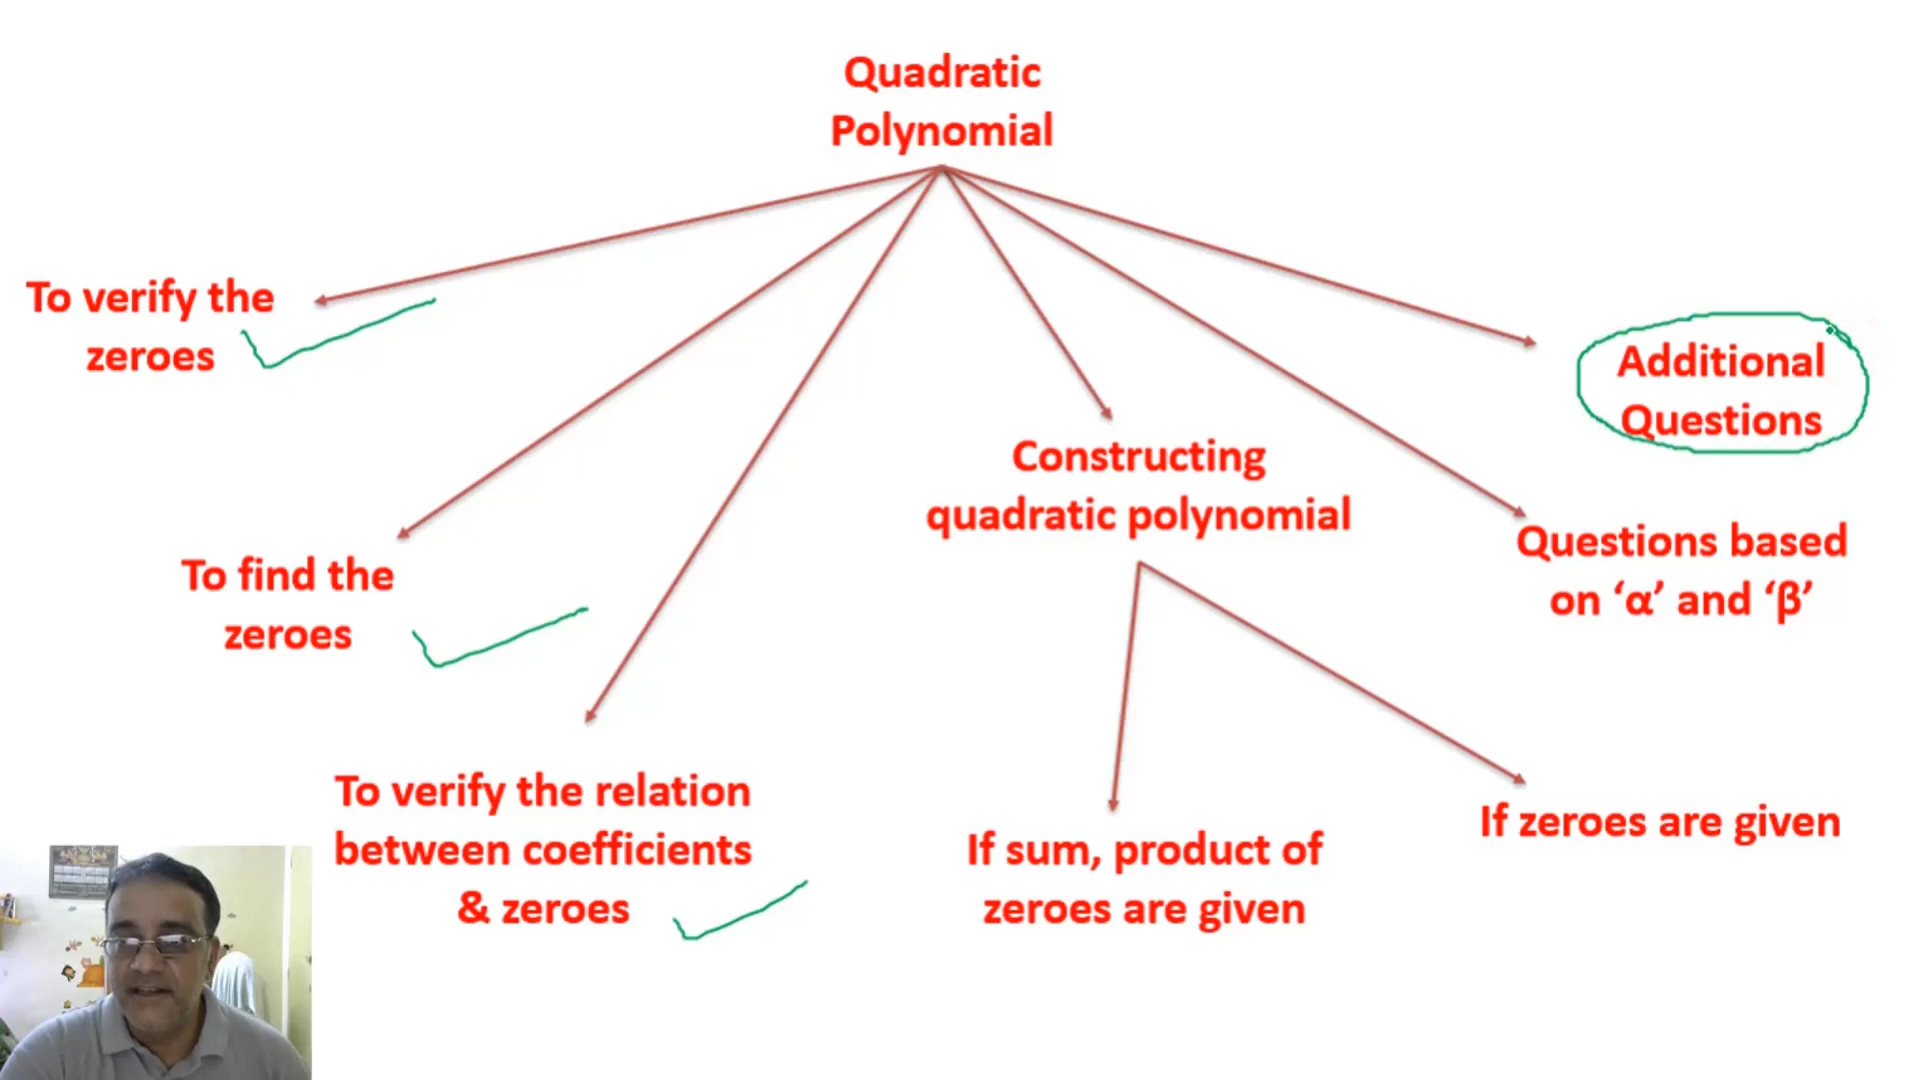 Quadratic
Polynomial
To verify the
zeroes
To find the
zeroes
To verify the relation
between coefficients
& zeroes
Constructing
quadratic polynomial
If sum, product of
zeroes are given
If zeroes are given
Questions based
on ‘α’ and ‘β’
Additional
Questions